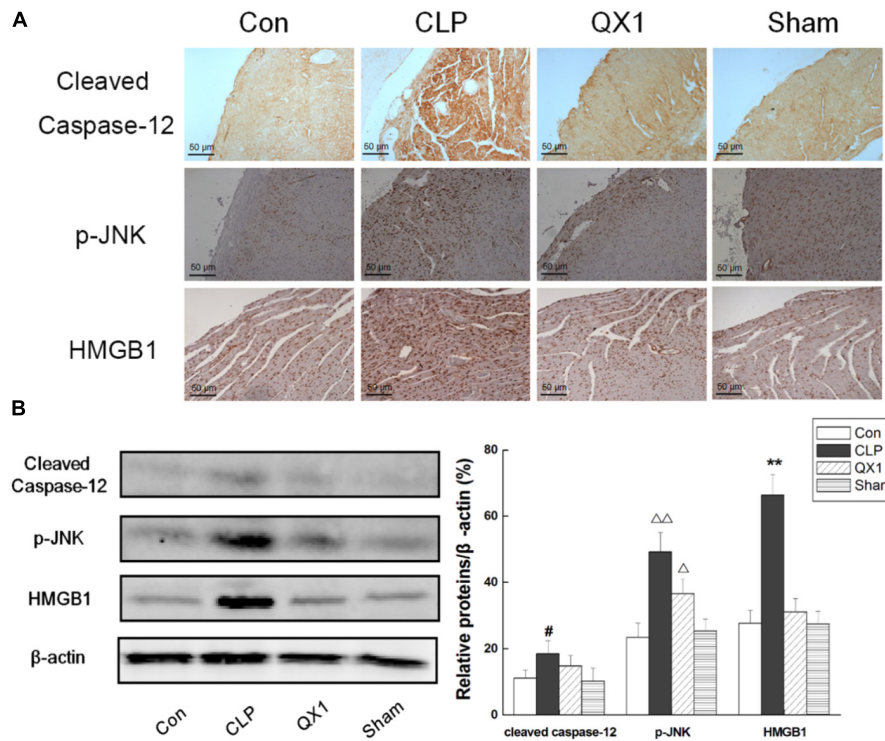 A
Con CLP QX1 Sham
Cleaved
Caspase-12
50 μm 50 μm 50 μm 50 μm
p-JNK
50 μm 50 μm 50 μm 50 μm
HMGB1
50 μm 50 μm 50 μm 50 μm
B
Cleaved
Caspase-12
p-JNK
HMGB1
β-actin
Con CLP QX1 Sham
Relative proteins/β -actin (%)
80
60
40
20
0
# △△ △ **
cleaved caspase-12 p-JNK HMGB1
Con
CLP
QX1
Sham